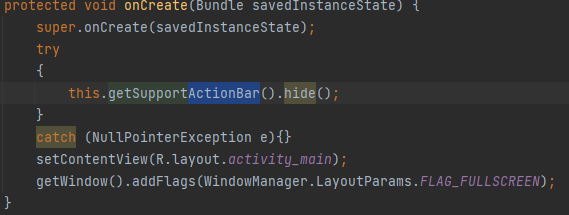 protected void onCreate(Bundle savedInstanceState) {
super.onCreate(savedInstanceState);
try
{
this.getSupportActionBar().hide();
}
catch (NullPointerException e){}
setContentView(R.layout.activity_main);
getWindow().addFlags(WindowManager.LayoutParams.FLAG_FULLSCREEN);
}